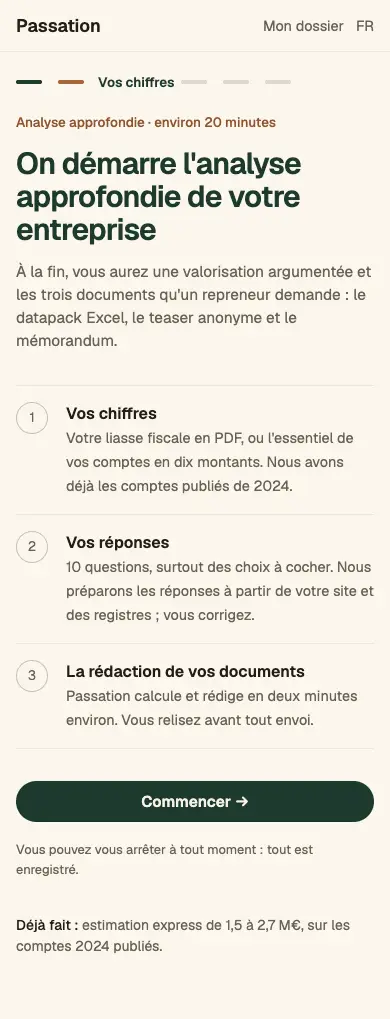 Passation
Mon dossier FR
Vos chiffres
Analyse approfondie · environ 20 minutes
On démarre l'analyse
approfondie de votre
entreprise
À la fin, vous aurez une valorisation argumentée et
les trois documents qu'un repreneur demande : le
datapack Excel, le teaser anonyme et le
mémorandum.
1
Vos chiffres
Votre liasse fiscale en PDF, ou l'essentiel de
vos comptes en dix montants. Nous avons
déjà les comptes publiés de 2024.
2
Vos réponses
10 questions, surtout des choix à cocher. Nous
préparons les réponses à partir de votre site et
des registres ; vous corrigez.
3
La rédaction de vos documents
Passation calcule et rédige en deux minutes
environ. Vous relisez avant tout envoi.
Commencer →
Vous pouvez vous arrêter à tout moment : tout est
enregistré.
Déjà fait : estimation express de 1,5 à 2,7 M€, sur les
comptes 2024 publiés.